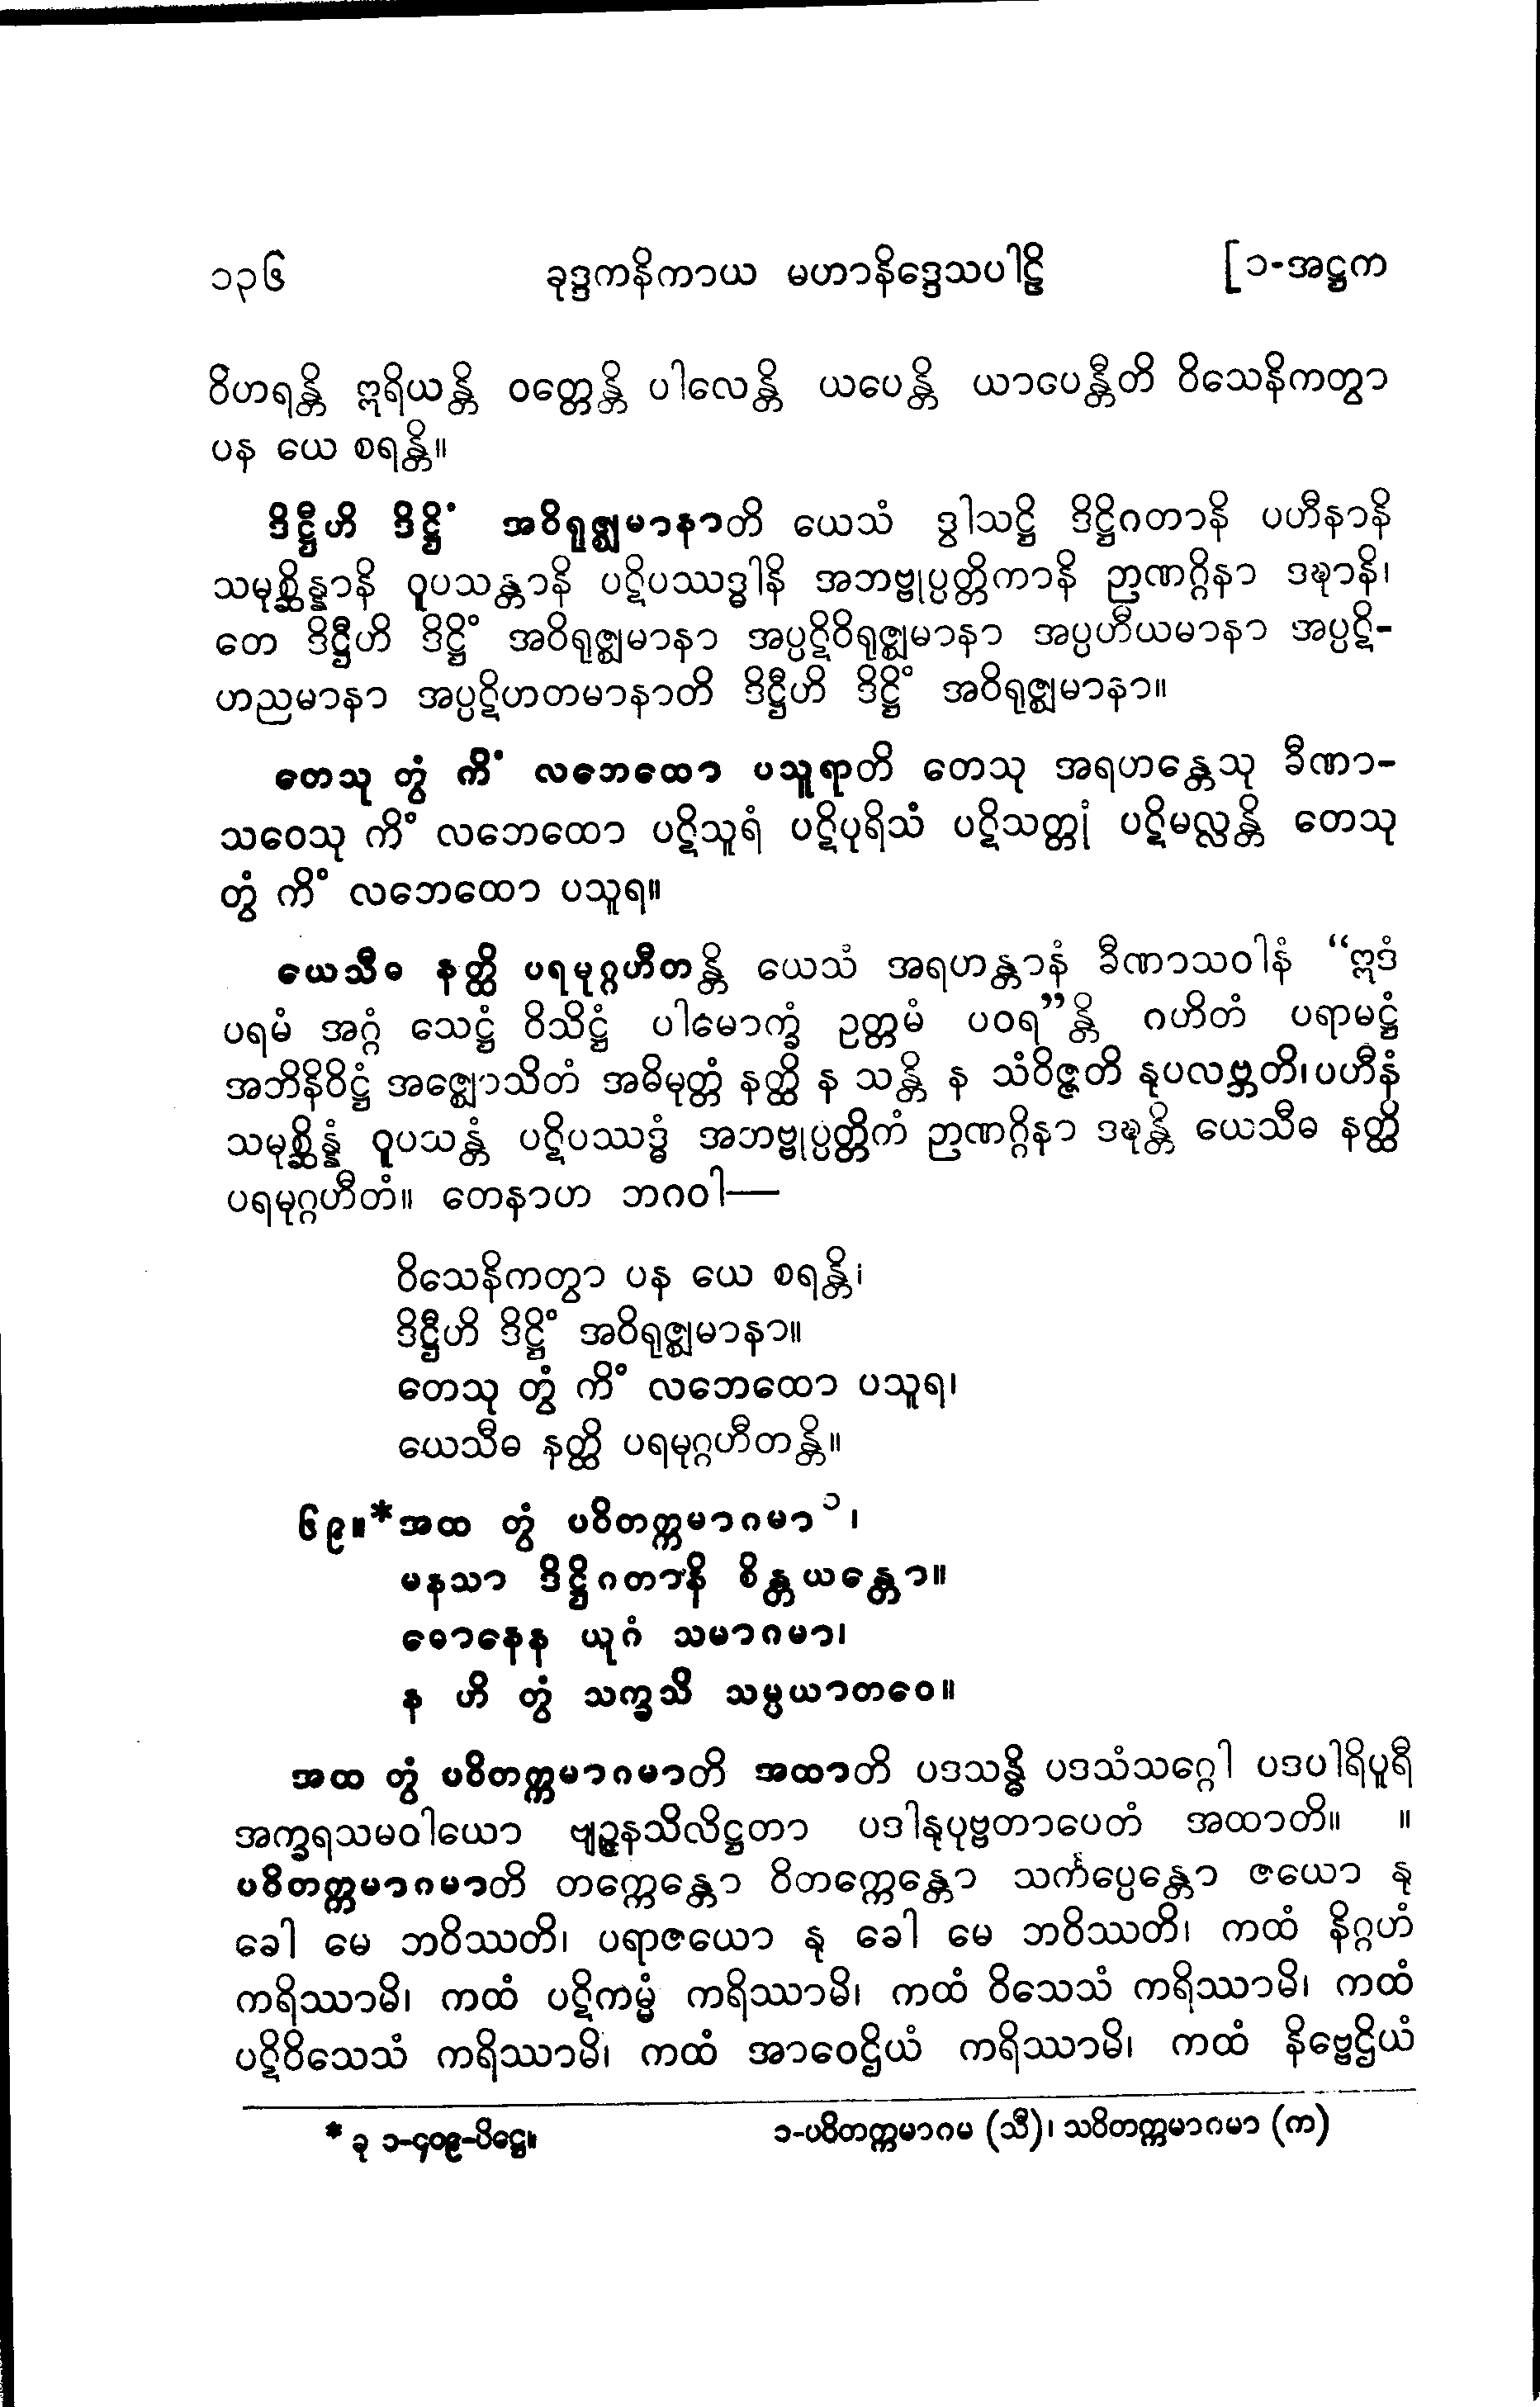 ၁၃၆ ခုဒ္ဒကနိကာယ မဟာနိဒ္ဒေသပါဠိ [၁-အဋ္ဌက
ဝိဟရန္တိ ဣရိယန္တိ ဝတ္တေန္တိ ပါလေန္တိ ယပေန္တိ ယာပေန္တီတိ ဝိသေနိကတွာ
ပန ယေ စရန္တိ။
ဒိဋ္ဌီဟိ ဒိဋ္ဌိံ အဝိရုဇ္ဈမာနာတိ ယေသံ ဒွါသဋ္ဌိ ဒိဋ္ဌိဂတာနိ ပဟီနာနိ
သမုစ္ဆိန္နာနိ ဝူပသန္တာနိ ပဋိပဿဒ္ဓါနိ အဘဗ္ဗုပ္ပတ္တိကာနိ ဉာဏဂ္ဂိနာ ဒဍ္ဎာနိ၊
တေ ဒိဋ္ဌီဟိ ဒိဋ္ဌိံ အဝိရုဇ္ဈမာနာ အပ္ပဋိဝိရုဇ္ဈမာနာ အပ္ပဟီယမာနာ အပ္ပဋိ-
ဟညမာနာ အပ္ပဋိဟတမာနာတိ ဒိဋ္ဌီဟိ ဒိဋ္ဌိံ အဝိရုဇ္ဈမာနာ။
တေသု တွံ ကိံ လဘေထော ပသူရာတိ တေသု အရဟန္တေသု ခီဏာ-
သဝေသု ကိံ လဘေထော ပဋိသူရံ ပဋိပုရိသံ ပဋိသတ္တုံ ပဋိမလ္လန္တိ တေသု
တွံ ကိံ လဘေထော ပသူရ။
ယေသီဓ နတ္ထိ ပရမုဂ္ဂဟီတန္တိ ယေသံ အရဟန္တာနံ ခီဏာသဝါနံ “ဣဒံ
ပရမံ အဂ္ဂံ သေဋ္ဌံ ဝိသိဋ္ဌံ ပါမောက္ခံ ဥတ္တမံ ပဝရ”န္တိ ဂဟိတံ ပရာမဋ္ဌံ
အဘိနိဝိဋ္ဌံ အဇ္ဈောသိတံ အဓိမုတ္တံ နတ္ထိ န သန္တိ န သံဝိဇ္ဇတိ နုပလဗ္ဘတိ၊ ပဟီနံ
သမုစ္ဆိန္နံ ဝူပသန္တံ ပဋိပဿဒ္ဓံ အဘဗ္ဗုပ္ပတ္တိကံ ဉာဏဂ္ဂိနာ ဒဍ္ဎန္တိ ယေသီဓ နတ္ထိ
ပရမုဂ္ဂဟီတံ။ တေနာဟ ဘဂဝါ—
ဝိသေနိကတွာ ပန ယေ စရန္တိ၊
ဒိဋ္ဌီဟိ ဒိဋ္ဌိံ အဝိရုဇ္ဈမာနာ။
တေသု တွံ ကိံ လဘေထော ပသူရ၊
ယေသီဓ နတ္ထိ ပရမုဂ္ဂဟီတန္တိ။
၆၉။*အထ တွံ ပဝိတက္ကမာဂမာ၁၊
မနသာ ဒိဋ္ဌိဂတာနိ စိန္တယန္တော။
ဓောနေန ယုဂံ သမာဂမာ၊
န ဟိ တွံ သက္ခသိ သမ္ပယာတဝေ။
အထ တွံ ပဝိတက္ကမာဂမာတိ အထာတိ ပဒသန္ဓိ ပဒသံသဂ္ဂေါ ပဒပါရိပူရီ
အက္ခရသမဝါယော ဗျဉ္ဇနသိလိဋ္ဌတာ ပဒါနုပုဗ္ဗတာပေတံ အထာတိ။ ။
ပဝိတက္ကမာဂမာတိ တက္ကေန္တော ဝိတက္ကေန္တော သင်္ကပ္ပေန္တော ဇယော နု
ခေါ မေ ဘဝိဿတိ၊ ပရာဇယော နု ခေါ မေ ဘဝိဿတိ၊ ကထံ နိဂ္ဂဟံ
ကရိဿာမိ၊ ကထံ ပဋိကမ္မံ ကရိဿာမိ၊ ကထံ ဝိသေသံ ကရိဿာမိ၊ ကထံ
ပဋိဝိသေသံ ကရိဿာမိ၊ ကထံ အာဝေဌိယံ ကရိဿာမိ၊ ကထံ နိဗ္ဗေဌိယံ
* ခု ၁-၄၀၉-ပိဋ္ဌေ။ ၁-ပဝိတက္ကမာဂမ (သီ)၊ သဝိတက္ကမာဂမာ (က)